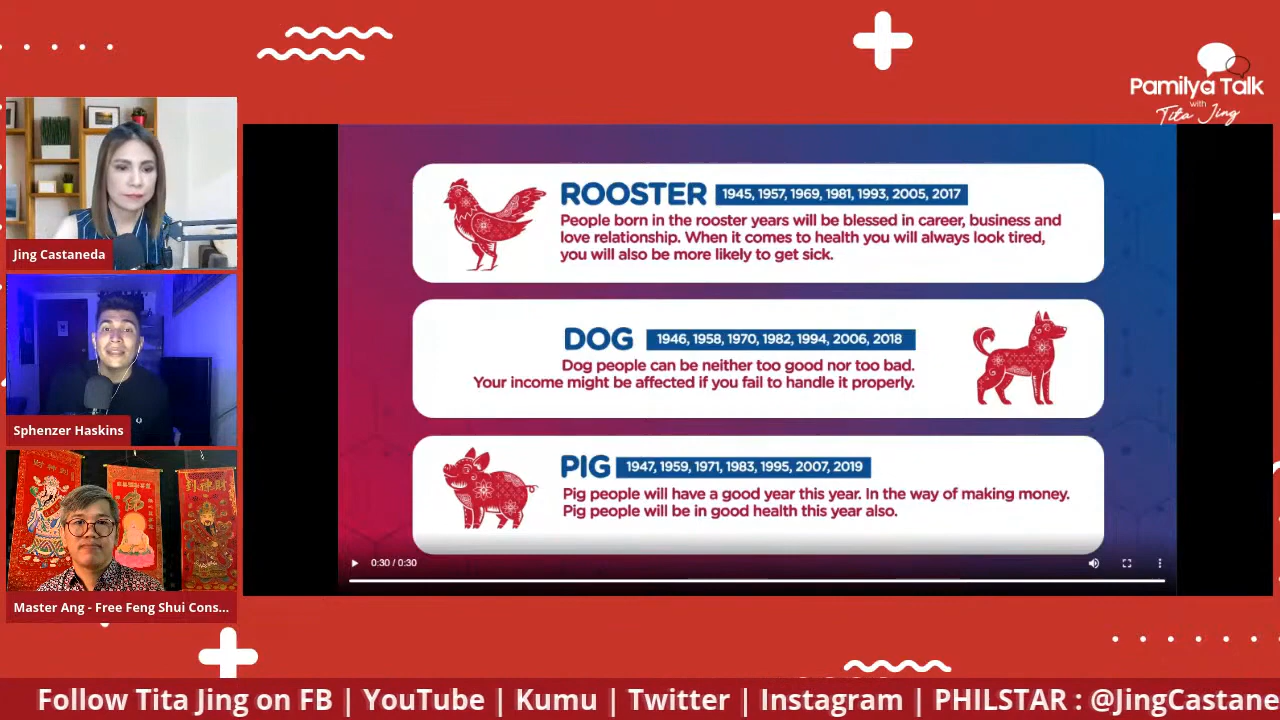 Pamilya Talk
with
Tita Jing
Jing Castaneda
Sphenzer Haskins
Master Ang - Free Feng Shui Cons...
ROOSTER 1945, 1957, 1969, 1981, 1993, 2005, 2017
People born in the rooster years will be blessed in career, business and
love relationship. When it comes to health you will always look tired,
you will also be more likely to get sick.
DOG 1946, 1958, 1970, 1982, 1994, 2006, 2018
Dog people can be neither too good nor too bad.
Your income might be affected if you fail to handle it properly.
PIG 1947, 1959, 1971, 1983, 1995, 2007, 2019
Pig people will have a good year this year. In the way of making money.
Pig people will be in good health this year also.
0:30 / 0:30
Follow Tita Jing on FB | YouTube | Kumu | Twitter | Instagram | PHILSTAR : @JingCastane